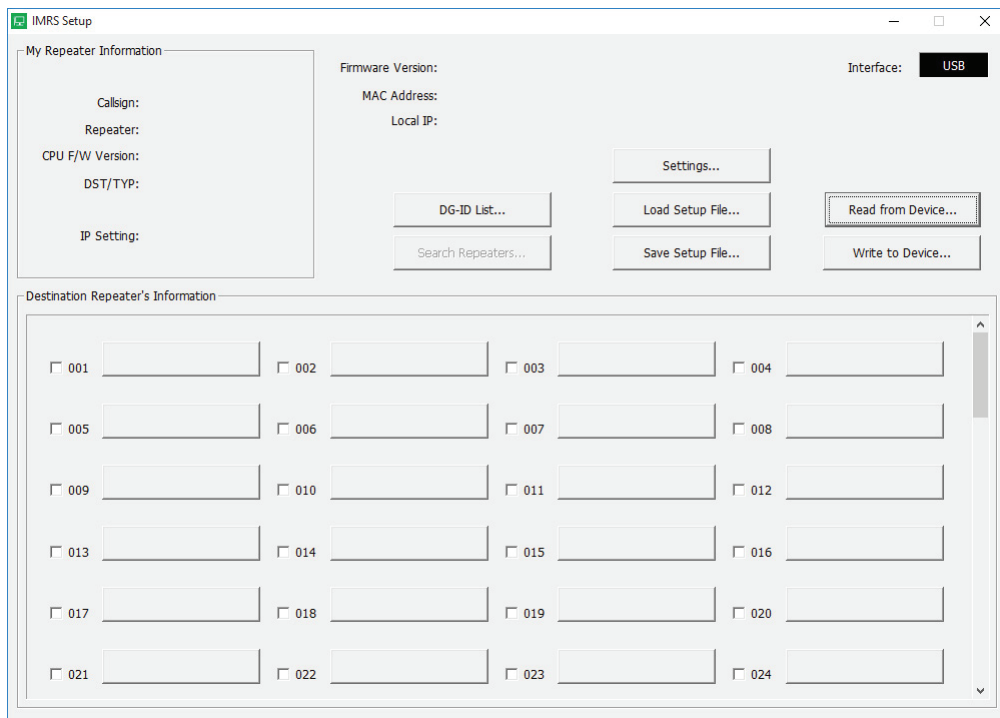 IMRS Setup
My Repeater Information
Callsign:
Repeater:
CPU F/W Version:
DST/TYP:
IP Setting:
Firmware Version:
MAC Address:
Local IP:
Interface: USB
Settings...
DG-ID List... Load Setup File... Read from Device...
Search Repeaters... Save Setup File... Write to Device...
Destination Repeater's Information
001 002 003 004
005 006 007 008
009 010 011 012
013 014 015 016
017 018 019 020
021 022 023 024